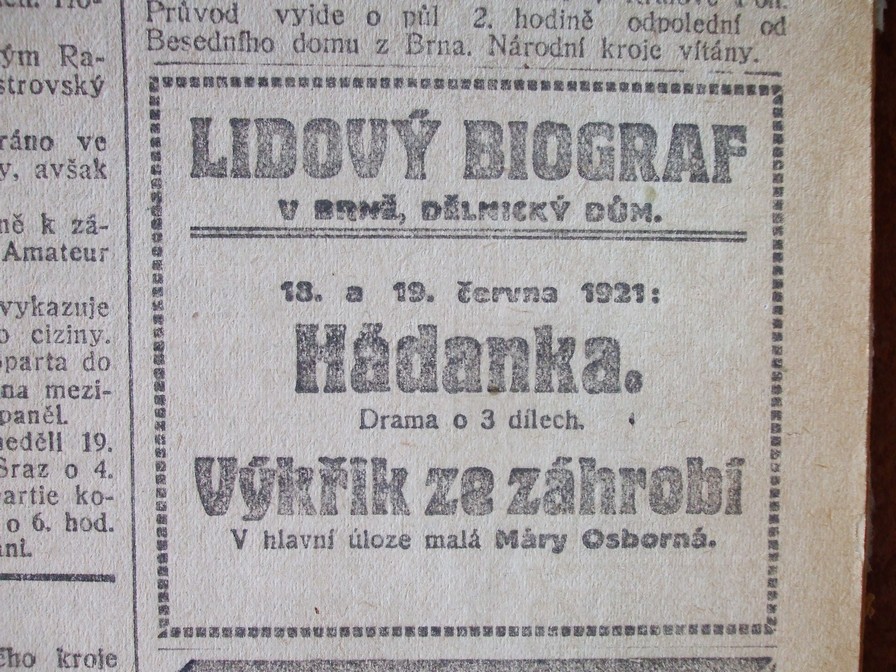 ým Ra-
strovský
ráno ve
v, avšak
ně k zá-
Amateur
vykazuje
o ciziny.
Sparta do
na mezi-
paněl.
neděli 19.
Sraz o 4.
partie ko-
o 6. hod.
ání.
ího kroje
Průvod vyjde o půl 2. hodině odpolední od
Besedního domu z Brna. Národní kroje vítány.
LIDOVÝ BIOGRAF
V BRNĚ, DĚLNICKÝ DŮM.
18. a 19. června 1921:
Hádanka.
Drama o 3 dílech.
Výkřik ze záhrobí
V hlavní úloze malá Máry Osborná.